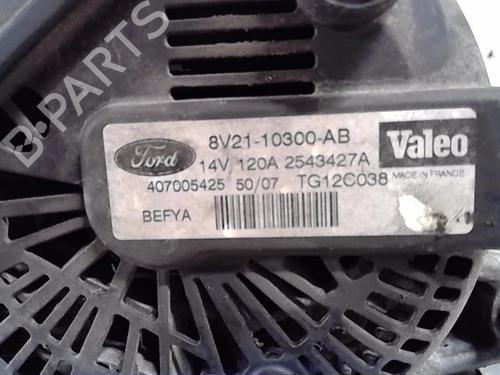 B-PARTS
Ford
8V21-10300-AB
Valeo
14V 120A 2543427A
407005425 50/07 TG12C038
MADE IN FRANCE
BEFYA